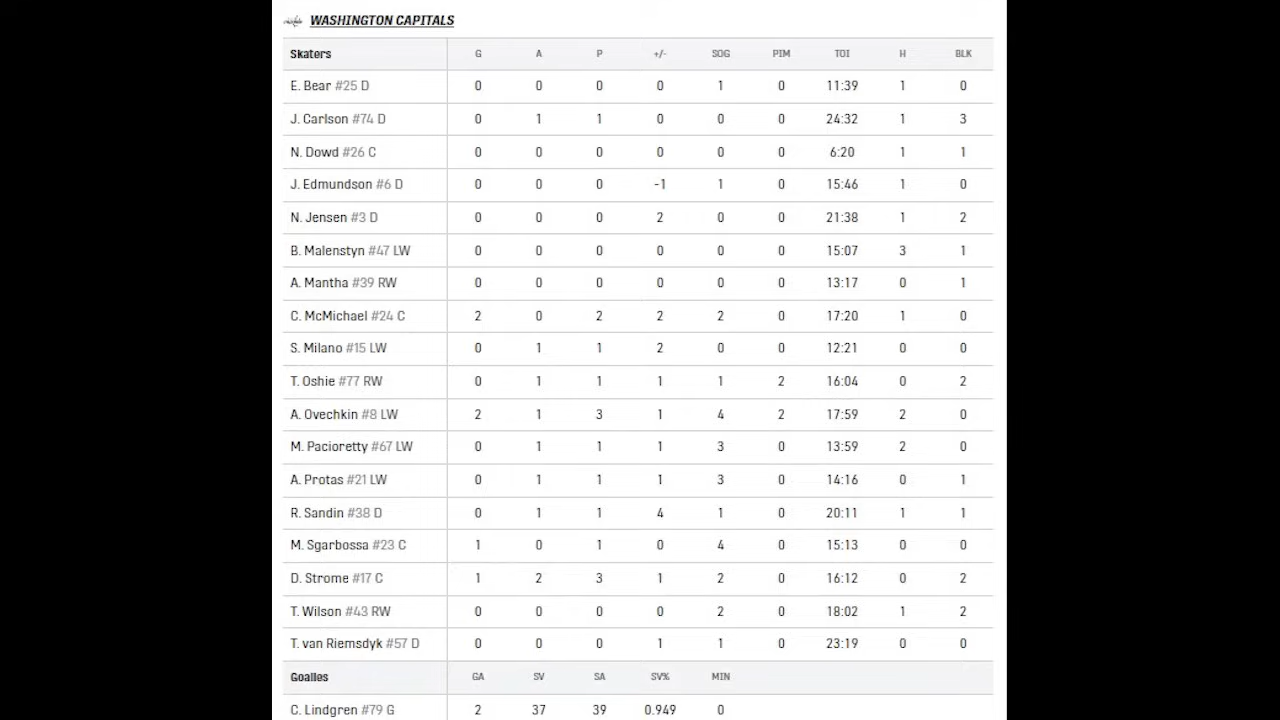 WASHINGTON CAPITALS
Skaters G A P +/- SOG PIM TOI H BLK
E. Bear #25 D 0 0 0 0 1 0 11:39 1 0
J. Carlson #74 D 0 1 1 0 0 0 24:32 1 3
N. Dowd #26 C 0 0 0 0 0 0 6:20 1 1
J. Edmundson #6 D 0 0 0 -1 1 0 15:46 1 0
N. Jensen #3 D 0 0 0 2 0 0 21:38 1 2
B. Malenstyn #47 LW 0 0 0 0 0 0 15:07 3 1
A. Mantha #39 RW 0 0 0 0 0 0 13:17 0 1
C. McMichael #24 C 2 0 2 2 2 0 17:20 1 0
S. Milano #15 LW 0 1 1 2 0 0 12:21 0 0
T. Oshie #77 RW 0 1 1 1 1 2 16:04 0 2
A. Ovechkin #8 LW 2 1 3 1 4 2 17:59 2 0
M. Pacioretty #67 LW 0 1 1 1 3 0 13:59 2 0
A. Protas #21 LW 0 1 1 1 3 0 14:16 0 1
R. Sandin #38 D 0 1 1 4 1 0 20:11 1 1
M. Sgarbossa #23 C 1 0 1 0 4 0 15:13 0 0
D. Strome #17 C 1 2 3 1 2 0 16:12 0 2
T. Wilson #43 RW 0 0 0 0 2 0 18:02 1 2
T. van Riemsdyk #57 D 0 0 0 1 1 0 23:19 0 0
Goalies GA SV SA SV% MIN
C. Lindgren #79 G 2 37 39 0.949 0